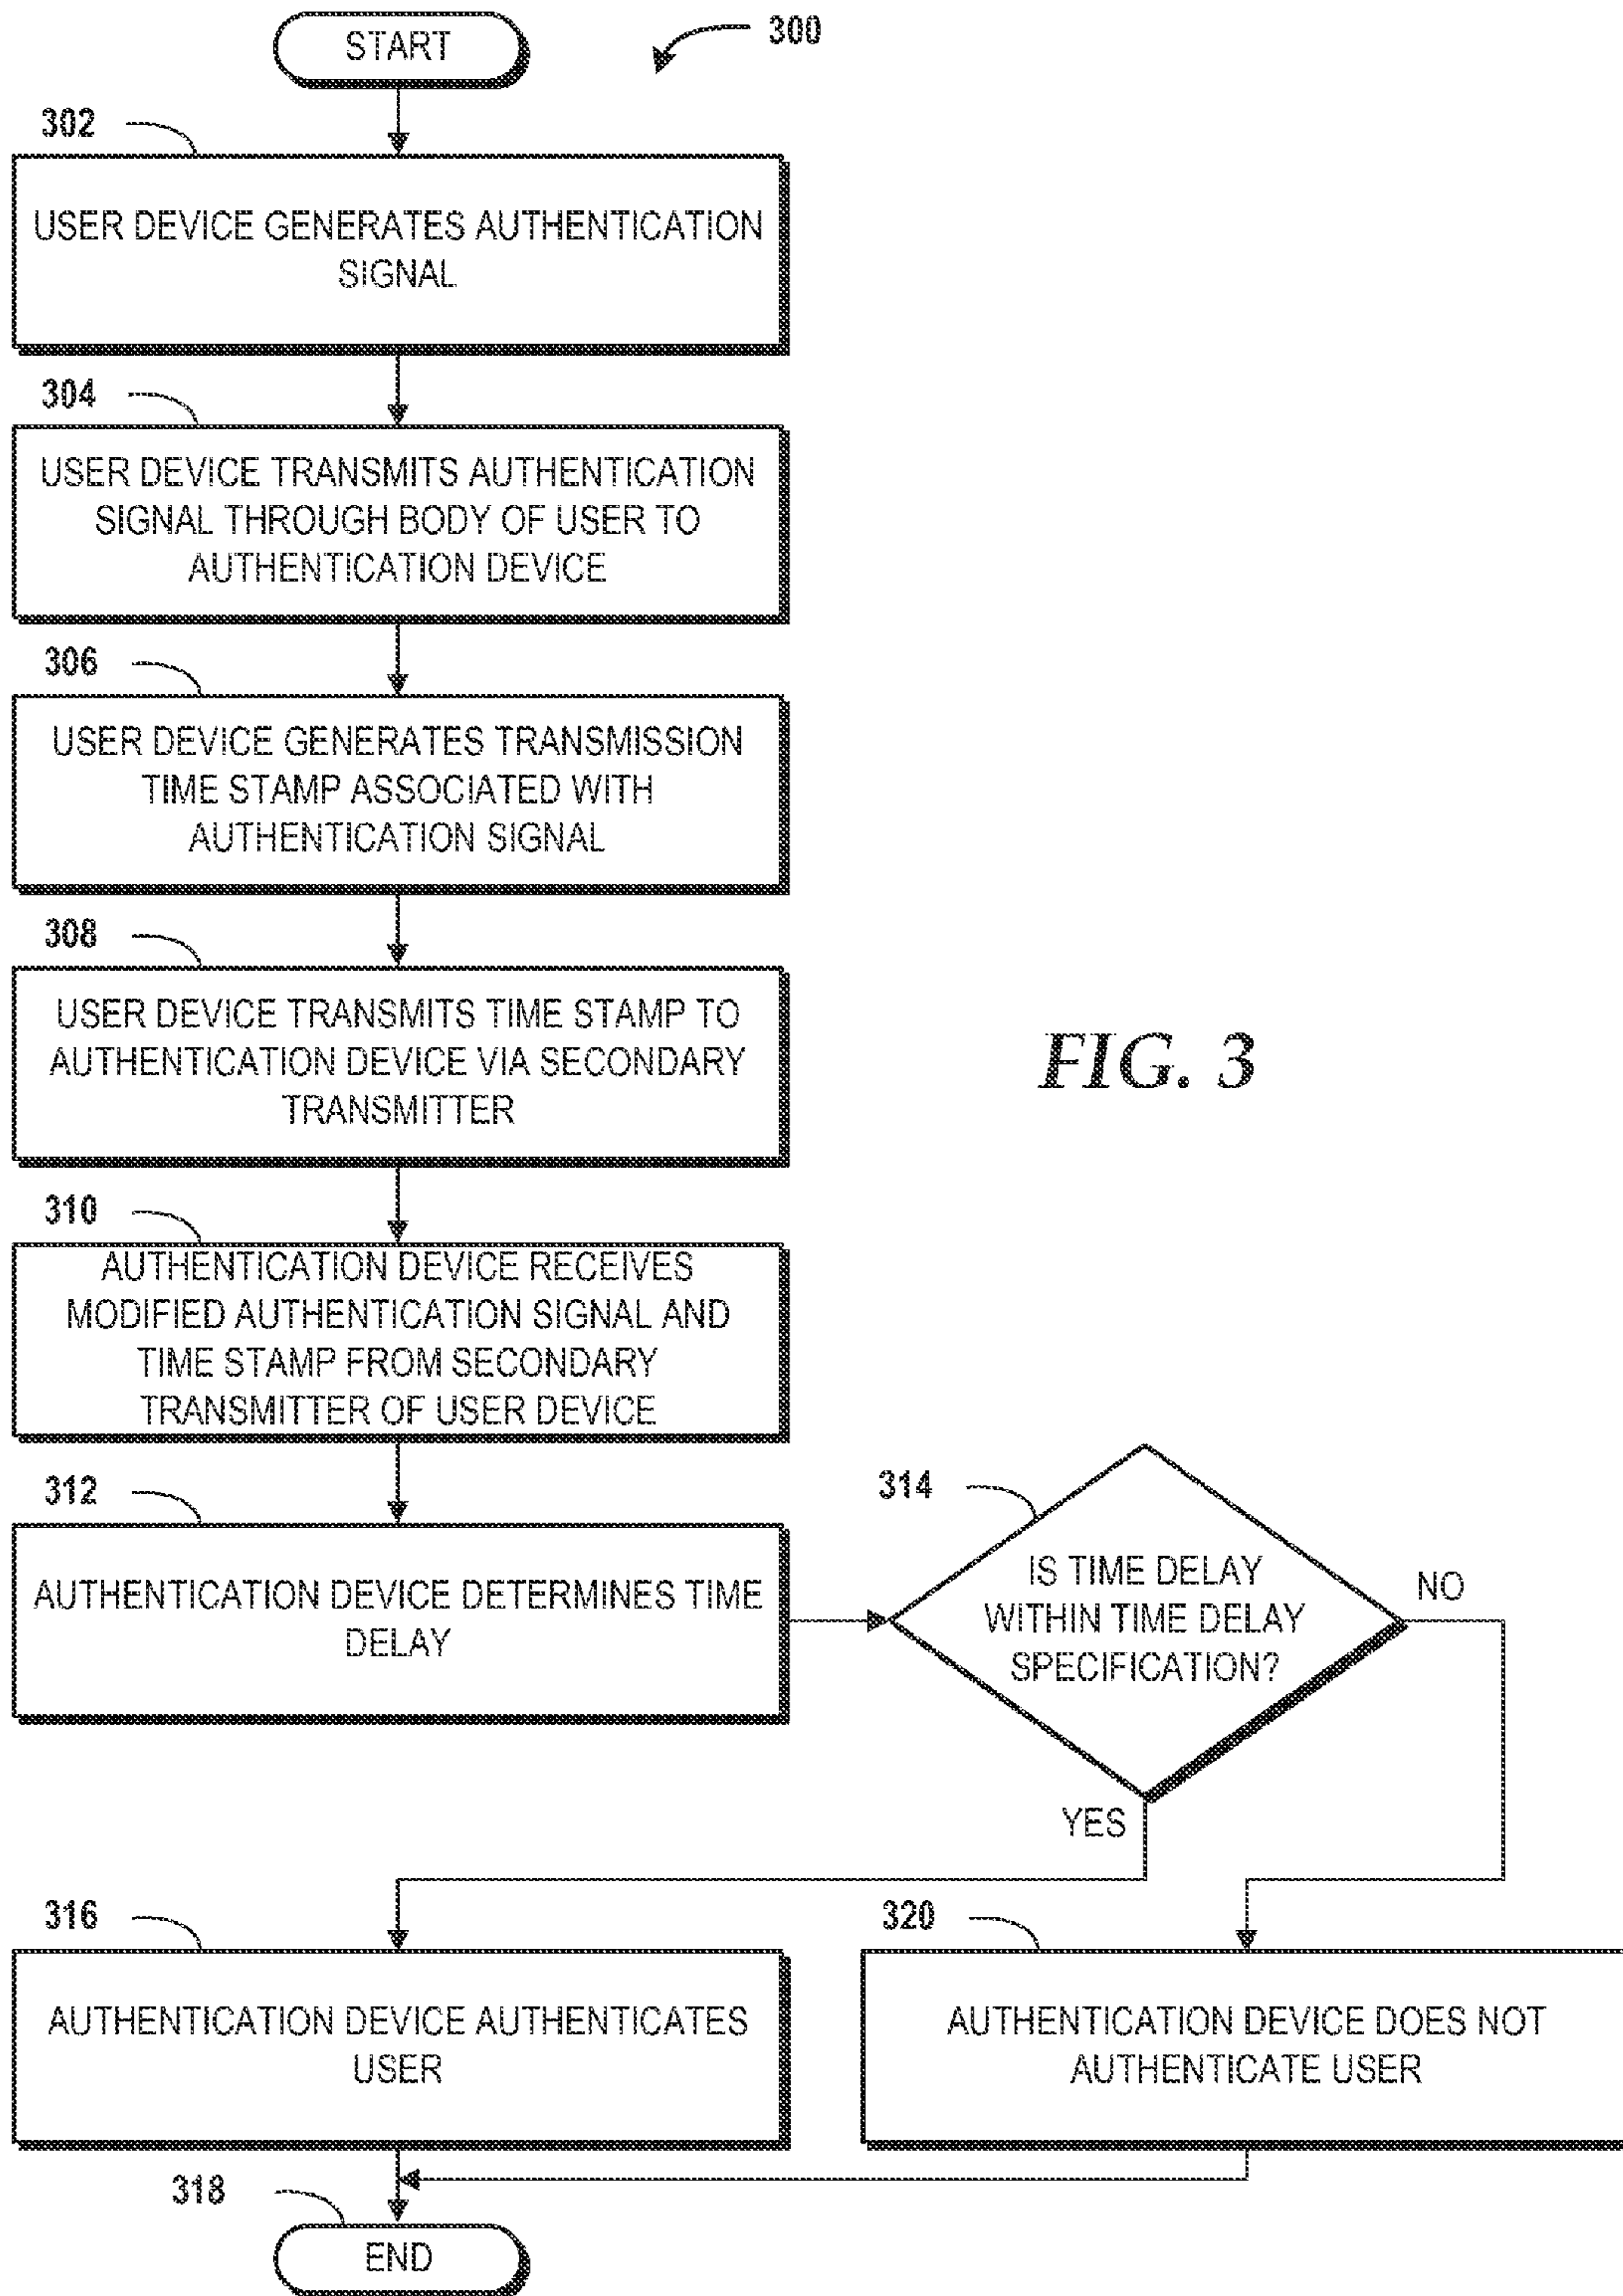 START
300
302
USER DEVICE GENERATES AUTHENTICATION
SIGNAL
304
USER DEVICE TRANSMITS AUTHENTICATION
SIGNAL THROUGH BODY OF USER TO
AUTHENTICATION DEVICE
306
USER DEVICE GENERATES TRANSMISSION
TIME STAMP ASSOCIATED WITH
AUTHENTICATION SIGNAL
308
USER DEVICE TRANSMITS TIME STAMP TO
AUTHENTICATION DEVICE VIA SECONDARY
TRANSMITTER
FIG. 3
310
AUTHENTICATION DEVICE RECEIVES
MODIFIED AUTHENTICATION SIGNAL AND
TIME STAMP FROM SECONDARY
TRANSMITTER OF USER DEVICE
312
AUTHENTICATION DEVICE DETERMINES TIME
DELAY
314
IS TIME DELAY
WITHIN TIME DELAY
SPECIFICATION?
NO
YES
316
AUTHENTICATION DEVICE AUTHENTICATES
USER
320
AUTHENTICATION DEVICE DOES NOT
AUTHENTICATE USER
318
END